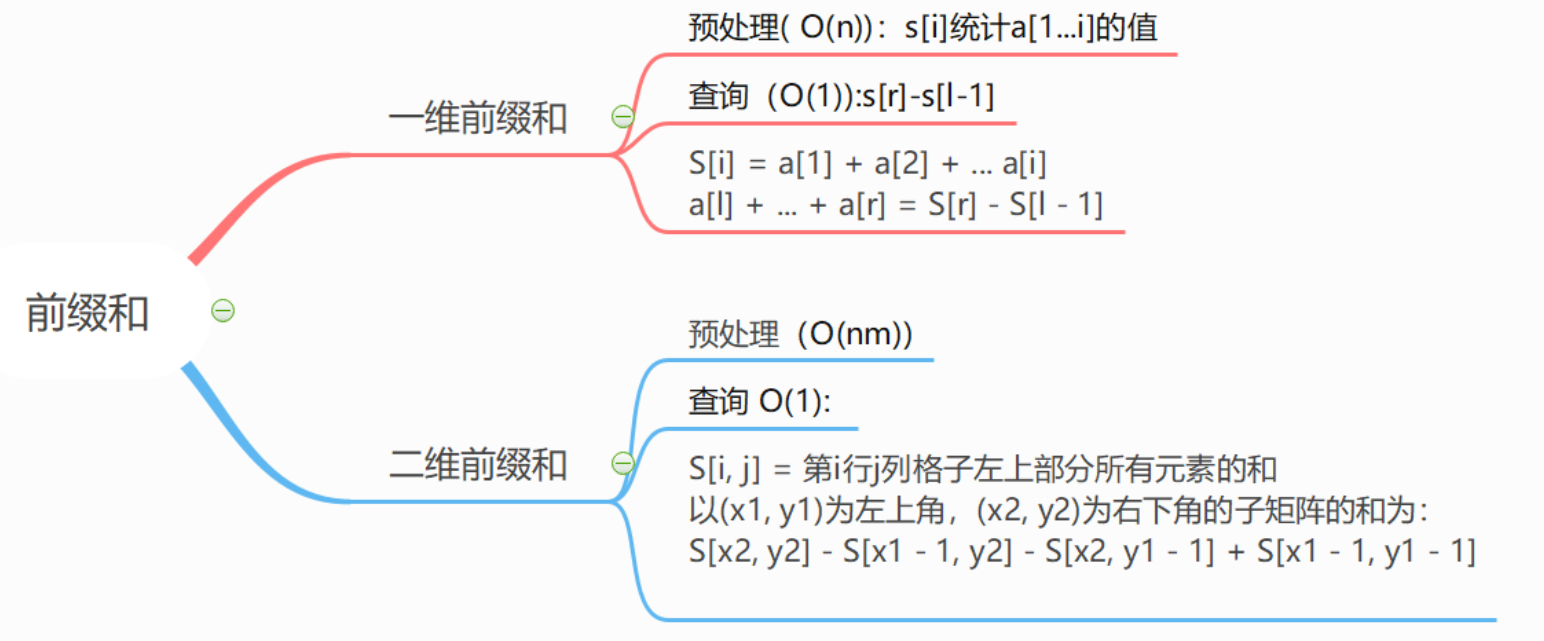 前缀和
一维前缀和
预处理( O(n)）：s[i]统计a[1...i]的值
查询（O(1)):s[r]-s[l-1]
S[i] = a[1] + a[2] + ... a[i]
a[l] + ... + a[r] = S[r] - S[l - 1]
二维前缀和
预处理（O(nm)）
查询 O(1):
S[i, j] = 第i行j列格子左上部分所有元素的和
以(x1, y1)为左上角，(x2, y2)为右下角的子矩阵的和为：
S[x2, y2] - S[x1 - 1, y2] - S[x2, y1 - 1] + S[x1 - 1, y1 - 1]